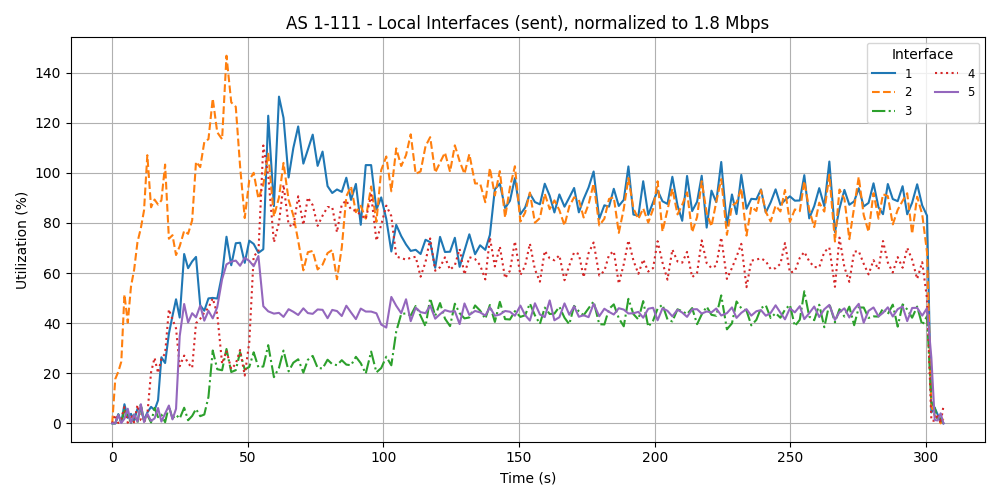 AS 1-111 - Local Interfaces (sent), normalized to 1.8 Mbps
Utilization (%)
140
120
100
80
60
40
20
0
0 50 100 150 200 250 300
Time (s)
Interface
1 4
2 5
3